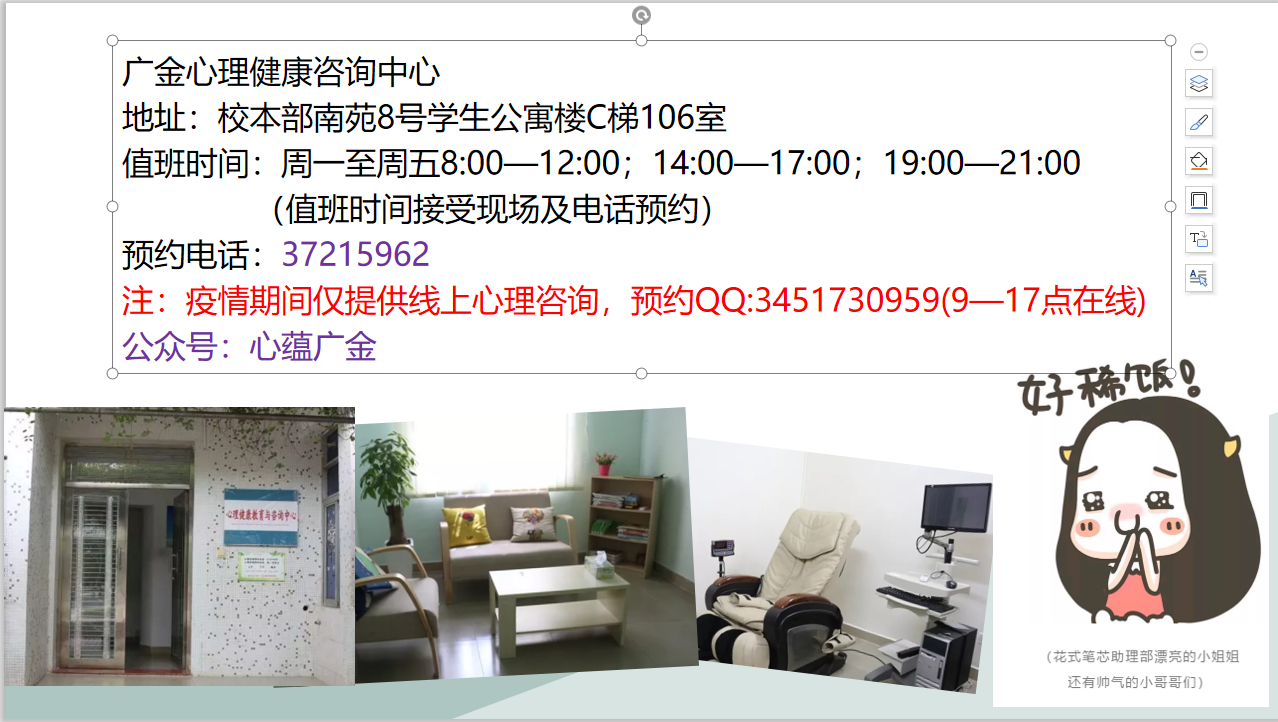 广金心理健康咨询中心
地址：校本部南苑8号学生公寓楼C梯106室
值班时间：周一至周五8:00—12:00；14:00—17:00；19:00—21:00
（值班时间接受现场及电话预约）
预约电话：37215962
注：疫情期间仅提供线上心理咨询，预约QQ:3451730959(9—17点在线)
公众号：心蕴广金
好稀饭！
心理健康教育与咨询中心
（花式笔芯助理部漂亮的小姐姐
还有帅气的小哥哥们）